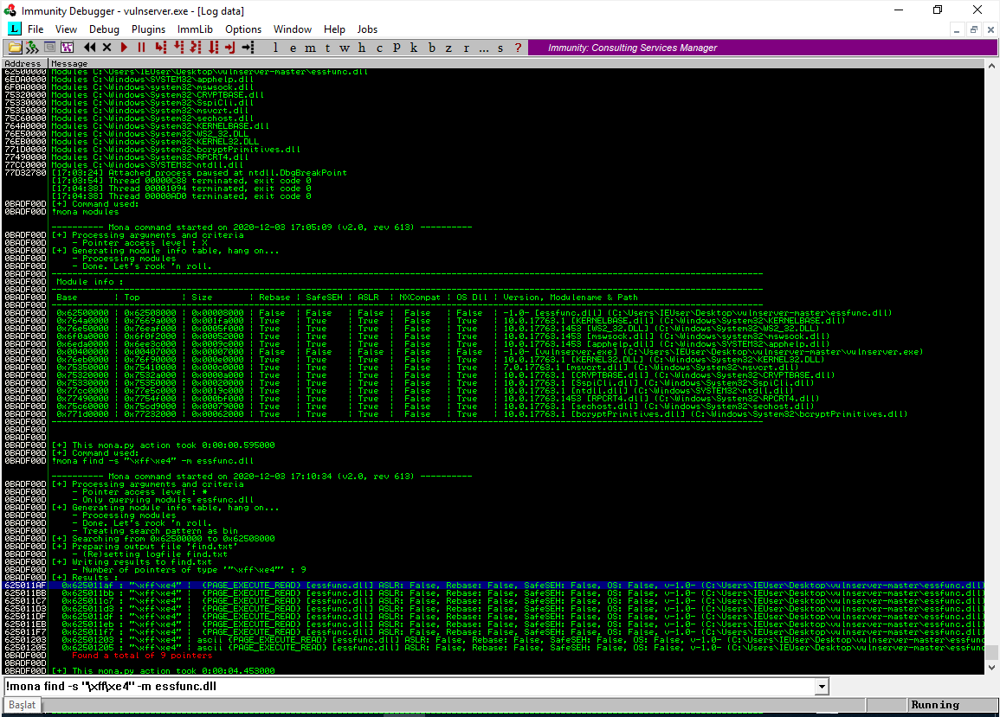 Immunity Debugger - vulnserver.exe - [Log data]
L File View Debug Plugins ImmLib Options Window Help Jobs
l e m t w h c P k b z r ... s ? Immunity: Consulting Services Manager
Address Message
62500000 Modules C:\Users\IEUser\Desktop\vulnserver-master\essfunc.dll
6EDA0000 Modules C:\Windows\SYSTEM32\apphelp.dll
6F0A0000 Modules C:\Windows\System32\mswsock.dll
75320000 Modules C:\Windows\System32\CRYPTBASE.dll
75330000 Modules C:\Windows\System32\SspiCli.dll
75350000 Modules C:\Windows\System32\msvcrt.dll
75C60000 Modules C:\Windows\System32\sechost.dll
764A0000 Modules C:\Windows\System32\KERNELBASE.dll
76E50000 Modules C:\Windows\System32\WS2_32.DLL
76EB0000 Modules C:\Windows\System32\KERNEL32.DLL
771D0000 Modules C:\Windows\System32\bcryptPrimitives.dll
77490000 Modules C:\Windows\System32\RPCRT4.dll
77CC0000 Modules C:\Windows\SYSTEM32\ntdll.dll
77D32780 [17:03:24] Attached process paused at ntdll.DbgBreakPoint
[17:03:54] Thread 00000C88 terminated, exit code 0
[17:04:38] Thread 00001094 terminated, exit code 0
[17:04:38] Thread 00000AD0 terminated, exit code 0
0BADF00D [+] Command used:
0BADF00D !mona modules
---------- Mona command started on 2020-12-03 17:05:09 (v2.0, rev 613) ----------
0BADF00D [+] Processing arguments and criteria
0BADF00D - Pointer access level : X
0BADF00D [+] Generating module info table, hang on...
0BADF00D - Processing modules
0BADF00D - Done. Let's rock 'n roll.
0BADF00D -----------------------------------------------------------------------------------------------------------------------------------------
0BADF00D Module info :
0BADF00D -----------------------------------------------------------------------------------------------------------------------------------------
0BADF00D Base | Top | Size | Rebase | SafeSEH | ASLR | NXCompat | OS Dll | Version, Modulename & Path
0BADF00D -----------------------------------------------------------------------------------------------------------------------------------------
0BADF00D 0x62500000 | 0x62508000 | 0x00008000 | False | False | False | False | False | -1.0- [essfunc.dll] (C:\Users\IEUser\Desktop\vulnserver-master\essfunc.dll)
0BADF00D 0x764a0000 | 0x7669a000 | 0x001fa000 | True | True | True | False | True | 10.0.17763.1 [KERNELBASE.dll] (C:\Windows\System32\KERNELBASE.dll)
0BADF00D 0x76e50000 | 0x76eaf000 | 0x0005f000 | True | True | True | False | True | 10.0.17763.1453 [WS2_32.DLL] (C:\Windows\System32\WS2_32.DLL)
0BADF00D 0x6f0a0000 | 0x6f0f2000 | 0x00052000 | True | True | True | False | True | 10.0.17763.1 [mswsock.dll] (C:\Windows\System32\mswsock.dll)
0BADF00D 0x6eda0000 | 0x6ee3c000 | 0x0009c000 | True | True | True | False | True | 10.0.17763.1453 [apphelp.dll] (C:\Windows\SYSTEM32\apphelp.dll)
0BADF00D 0x00400000 | 0x00407000 | 0x00007000 | False | False | False | False | False | -1.0- [vulnserver.exe] (C:\Users\IEUser\Desktop\vulnserver-master\vulnserver.exe)
0BADF00D 0x76eb0000 | 0x76f90000 | 0x000e0000 | True | True | True | False | True | 10.0.17763.1 [KERNEL32.DLL] (C:\Windows\System32\KERNEL32.DLL)
0BADF00D 0x75350000 | 0x75410000 | 0x000c0000 | True | True | True | False | True | 7.0.17763.1 [msvcrt.dll] (C:\Windows\System32\msvcrt.dll)
0BADF00D 0x75320000 | 0x7532a000 | 0x0000a000 | True | True | True | False | True | 10.0.17763.1 [CRYPTBASE.dll] (C:\Windows\System32\CRYPTBASE.dll)
0BADF00D 0x75330000 | 0x75350000 | 0x00020000 | True | True | True | False | True | 10.0.17763.1 [SspiCli.dll] (C:\Windows\System32\SspiCli.dll)
0BADF00D 0x77cc0000 | 0x77e5c000 | 0x0019c000 | True | True | True | False | True | 10.0.17763.1 [ntdll.dll] (C:\Windows\SYSTEM32\ntdll.dll)
0BADF00D 0x77490000 | 0x7754f000 | 0x000bf000 | True | True | True | False | True | 10.0.17763.1453 [RPCRT4.dll] (C:\Windows\System32\RPCRT4.dll)
0BADF00D 0x75c60000 | 0x75cd9000 | 0x00079000 | True | True | True | False | True | 10.0.17763.1 [sechost.dll] (C:\Windows\System32\sechost.dll)
0BADF00D 0x771d0000 | 0x77232000 | 0x00062000 | True | True | True | False | True | 10.0.17763.1 [bcryptPrimitives.dll] (C:\Windows\System32\bcryptPrimitives.dll)
0BADF00D -----------------------------------------------------------------------------------------------------------------------------------------
0BADF00D
0BADF00D
0BADF00D [+] This mona.py action took 0:00:00.595000
0BADF00D [+] Command used:
0BADF00D !mona find -s "\xff\xe4" -m essfunc.dll
---------- Mona command started on 2020-12-03 17:10:34 (v2.0, rev 613) ----------
0BADF00D [+] Processing arguments and criteria
0BADF00D - Pointer access level : *
0BADF00D - Only querying modules essfunc.dll
0BADF00D [+] Generating module info table, hang on...
0BADF00D - Processing modules
0BADF00D - Done. Let's rock 'n roll.
0BADF00D - Treating search pattern as bin
0BADF00D [+] Searching from 0x62500000 to 0x62508000
0BADF00D [+] Preparing output file 'find.txt'
0BADF00D - (Re)setting logfile find.txt
0BADF00D [+] Writing results to find.txt
0BADF00D - Number of pointers of type '"\xff\xe4"' : 9
0BADF00D [+] Results :
625011AF 0x625011af : "\xff\xe4" | {PAGE_EXECUTE_READ} [essfunc.dll] ASLR: False, Rebase: False, SafeSEH: False, OS: False, v-1.0- (C:\Users\IEUser\Desktop\vulnserver-master\essfunc.dll)
625011BB 0x625011bb : "\xff\xe4" | {PAGE_EXECUTE_READ} [essfunc.dll] ASLR: False, Rebase: False, SafeSEH: False, OS: False, v-1.0- (C:\Users\IEUser\Desktop\vulnserver-master\essfunc.dll)
625011C7 0x625011c7 : "\xff\xe4" | {PAGE_EXECUTE_READ} [essfunc.dll] ASLR: False, Rebase: False, SafeSEH: False, OS: False, v-1.0- (C:\Users\IEUser\Desktop\vulnserver-master\essfunc.dll)
625011D3 0x625011d3 : "\xff\xe4" | {PAGE_EXECUTE_READ} [essfunc.dll] ASLR: False, Rebase: False, SafeSEH: False, OS: False, v-1.0- (C:\Users\IEUser\Desktop\vulnserver-master\essfunc.dll)
625011DF 0x625011df : "\xff\xe4" | {PAGE_EXECUTE_READ} [essfunc.dll] ASLR: False, Rebase: False, SafeSEH: False, OS: False, v-1.0- (C:\Users\IEUser\Desktop\vulnserver-master\essfunc.dll)
625011EB 0x625011eb : "\xff\xe4" | {PAGE_EXECUTE_READ} [essfunc.dll] ASLR: False, Rebase: False, SafeSEH: False, OS: False, v-1.0- (C:\Users\IEUser\Desktop\vulnserver-master\essfunc.dll)
625011F7 0x625011f7 : "\xff\xe4" | {PAGE_EXECUTE_READ} [essfunc.dll] ASLR: False, Rebase: False, SafeSEH: False, OS: False, v-1.0- (C:\Users\IEUser\Desktop\vulnserver-master\essfunc.dll)
62501203 0x62501203 : "\xff\xe4" | ascii {PAGE_EXECUTE_READ} [essfunc.dll] ASLR: False, Rebase: False, SafeSEH: False, OS: False, v-1.0- (C:\Users\IEUser\Desktop\vulnserver-master\essfunc
62501205 0x62501205 : "\xff\xe4" | ascii {PAGE_EXECUTE_READ} [essfunc.dll] ASLR: False, Rebase: False, SafeSEH: False, OS: False, v-1.0- (C:\Users\IEUser\Desktop\vulnserver-master\essfunc
0BADF00D Found a total of 9 pointers
0BADF00D
0BADF00D [+] This mona.py action took 0:00:04.453000
!mona find -s "\xff\xe4" -m essfunc.dll
Başlat
Running